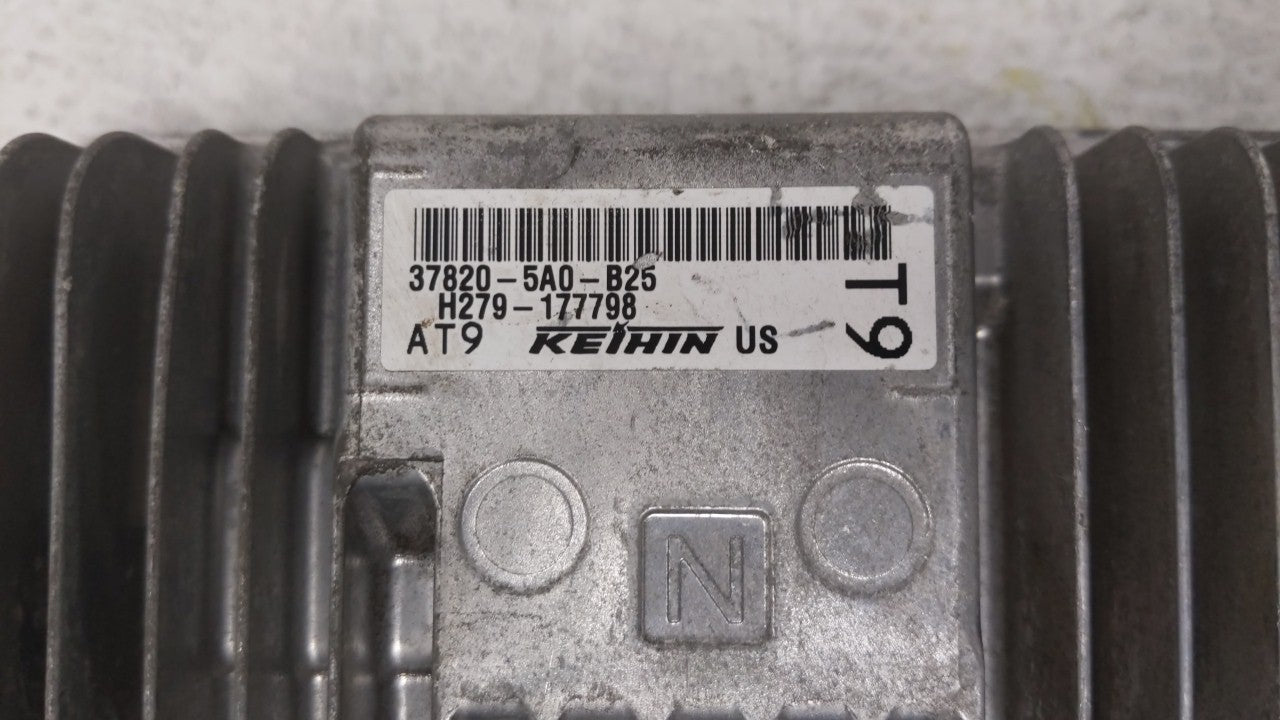 37820-5A0-B25
H279-177798
AT9 KEIHIN US
T9
N